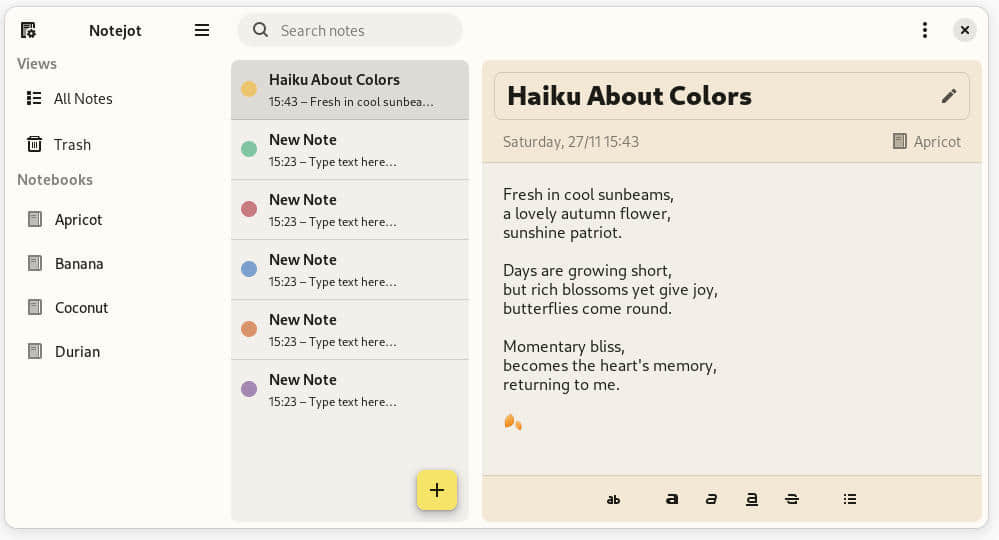 Notejot
Search notes
Views
All Notes
Trash
Notebooks
Apricot
Banana
Coconut
Durian
Haiku About Colors
15:43 – Fresh in cool sunbea…
New Note
15:23 – Type text here…
New Note
15:23 – Type text here…
New Note
15:23 – Type text here…
New Note
15:23 – Type text here…
New Note
15:23 – Type text here…
Haiku About Colors
Saturday, 27/11 15:43
Apricot
Fresh in cool sunbeams,
a lovely autumn flower,
sunshine patriot.
Days are growing short,
but rich blossoms yet give joy,
butterflies come round.
Momentary bliss,
becomes the heart's memory,
returning to me.
ab a a a S